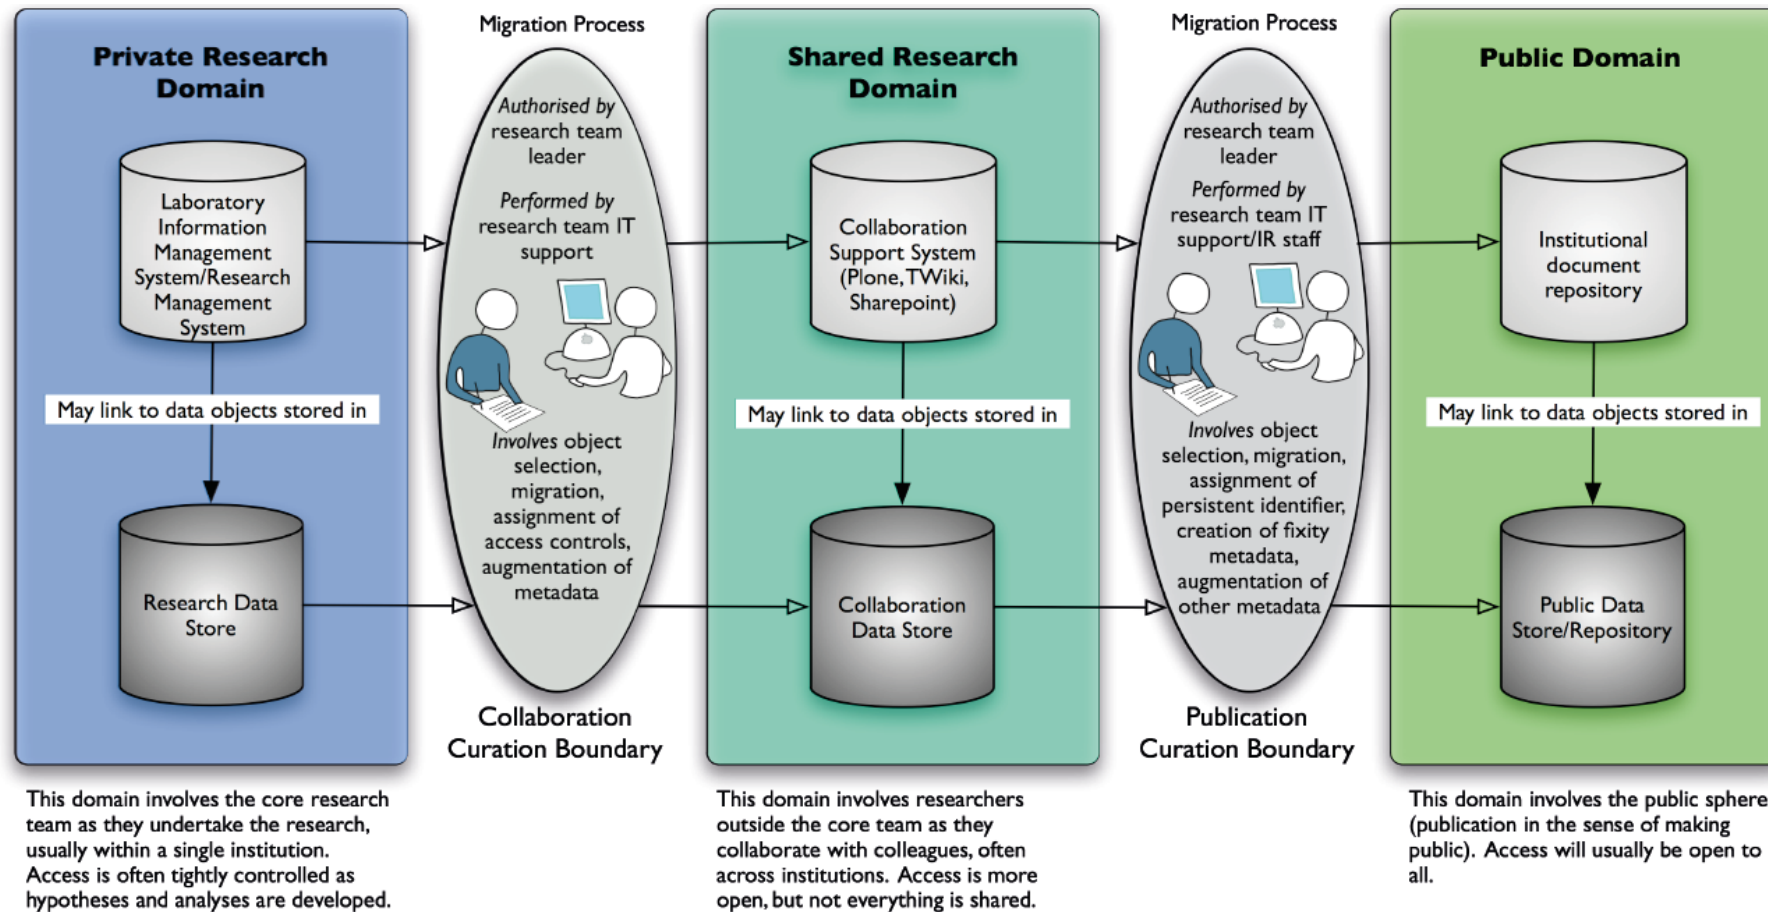 Private Research
Domain
Laboratory
Information
Management
System/Research
Management
System
May link to data objects stored in
Research Data
Store
This domain involves the core research
team as they undertake the research,
usually within a single institution.
Access is often tightly controlled as
hypotheses and analyses are developed.
Migration Process
Authorised by
research team
leader
Performed by
research team IT
support
Involves object
selection,
migration,
assignment of
access controls,
augmentation of
metadata
Collaboration
Curation Boundary
Shared Research
Domain
Collaboration
Support System
(Plone, TWiki,
Sharepoint)
May link to data objects stored in
Collaboration
Data Store
This domain involves researchers
outside the core team as they
collaborate with colleagues, often
across institutions. Access is more
open, but not everything is shared.
Migration Process
Authorised by
research team
leader
Performed by
research team IT
support/IR staff
Involves object
selection, migration,
assignment of
persistent identifier,
creation of fixity
metadata,
augmentation of
other metadata
Publication
Curation Boundary
Public Domain
Institutional
document
repository
May link to data objects stored in
Public Data
Store/Repository
This domain involves the public sphere
(publication in the sense of making
public). Access will usually be open to
all.